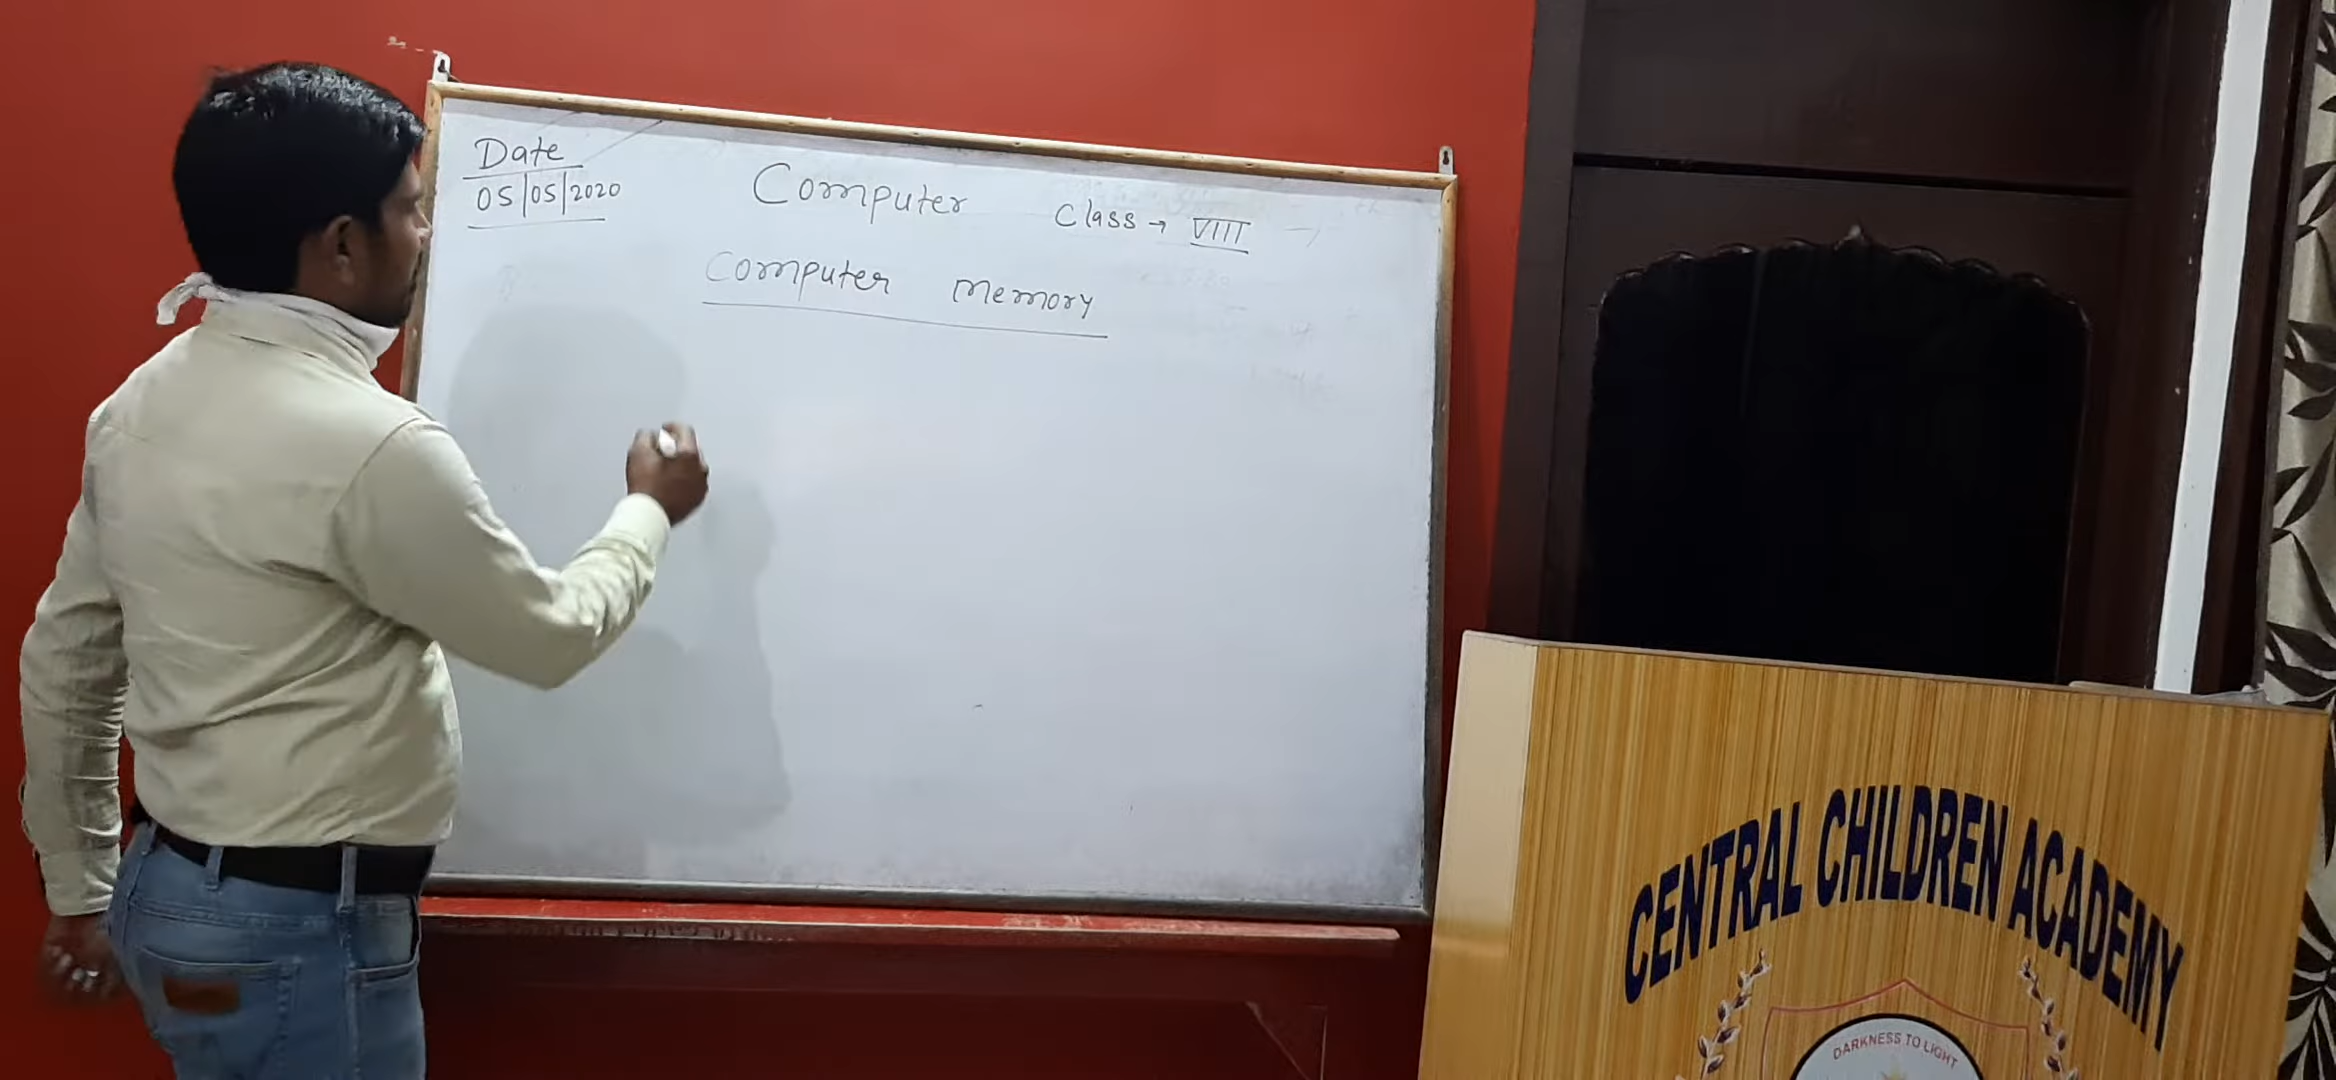 Date
05/05/2020
Computer
Class → VIII
Computer memory
CENTRAL CHILDREN ACADEMY
DARKNESS TO LIGHT